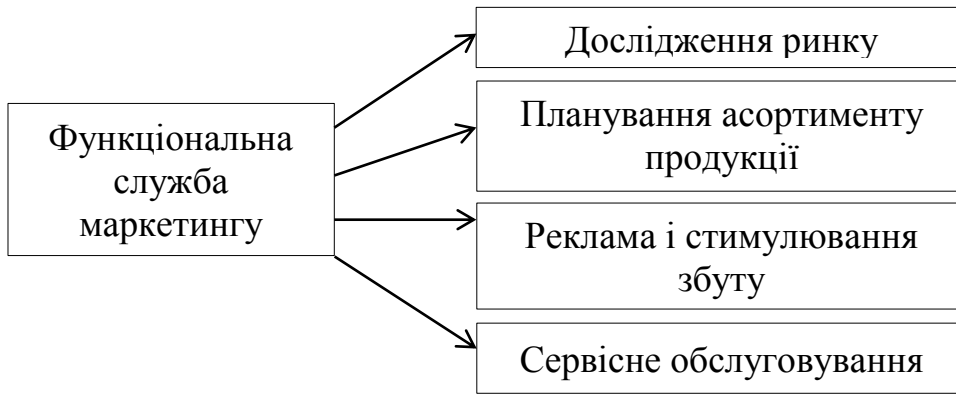 Функціональна
служба
маркетингу
Дослідження ринку
Планування асортименту
продукції
Реклама і стимулювання
збуту
Сервісне обслуговування